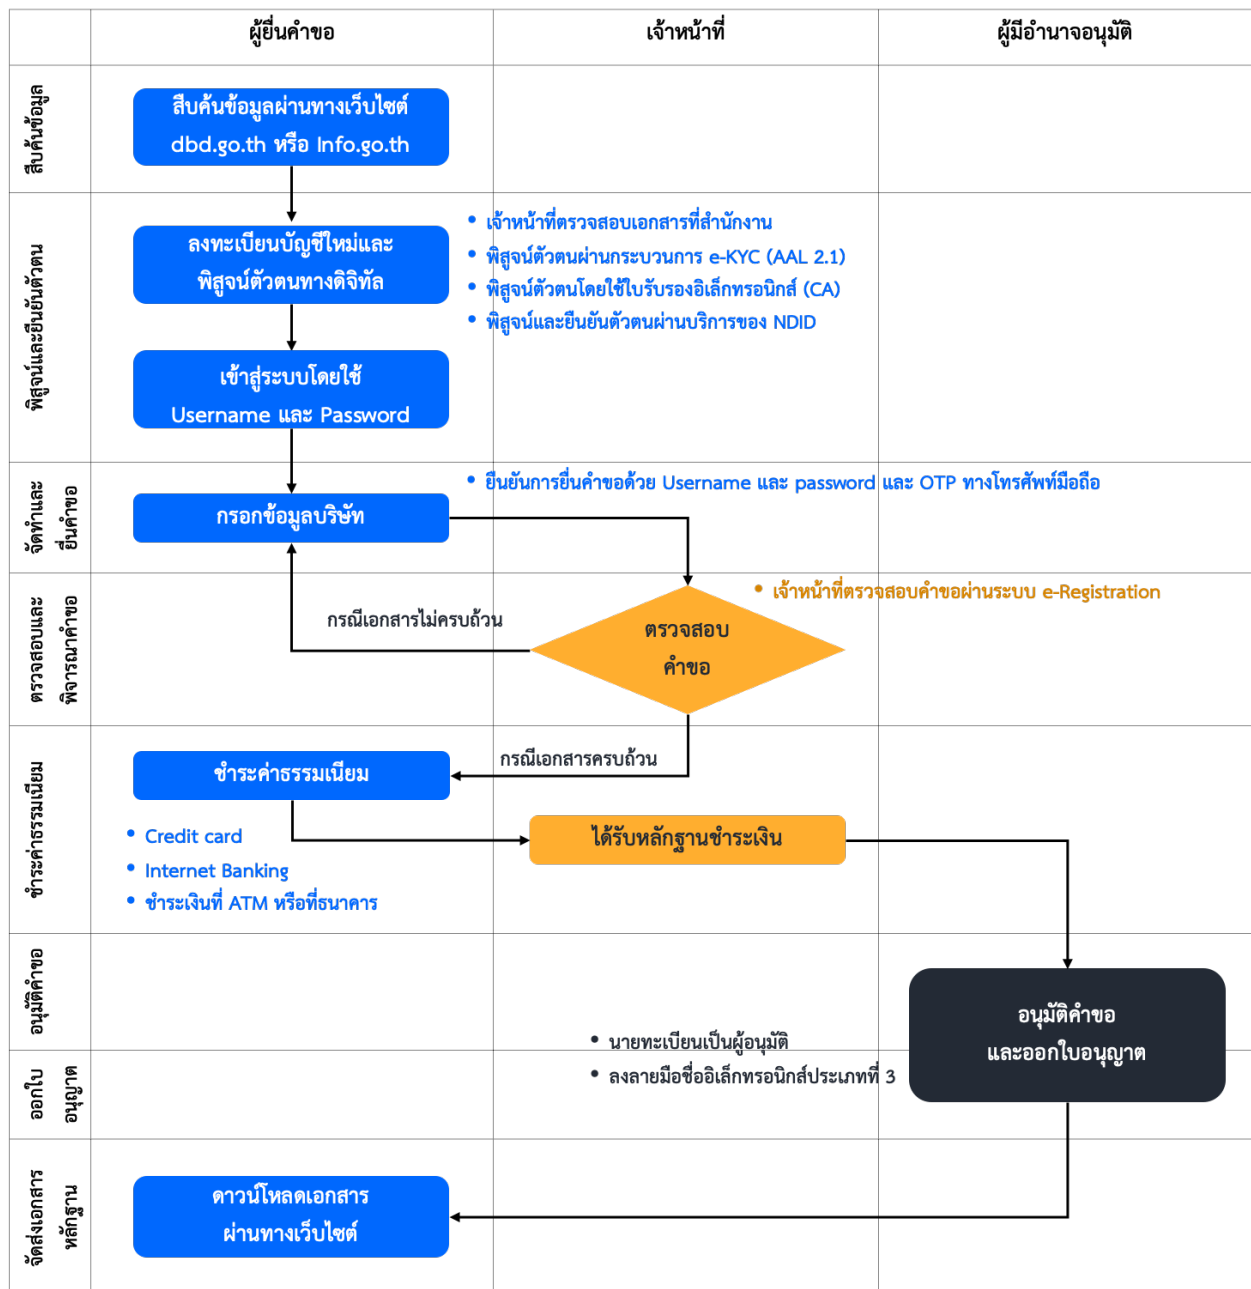 ผู้ยื่นคำขอ
เจ้าหน้าที่
ผู้มีอำนาจอนุมัติ
สืบค้นข้อมูล
สืบค้นข้อมูลผ่านทางเว็บไซต์
dbd.go.th หรือ Info.go.th
พิสูจน์และยืนยันตัวตน
ลงทะเบียนบัญชีใหม่และ
พิสูจน์ตัวตนทางดิจิทัล
• เจ้าหน้าที่ตรวจสอบเอกสารที่สำนักงาน
• พิสูจน์ตัวตนผ่านกระบวนการ e-KYC (AAL 2.1)
• พิสูจน์ตัวตนโดยใช้ใบรับรองอิเล็กทรอนิกส์ (CA)
• พิสูจน์และยืนยันตัวตนผ่านบริการของ NDID
เข้าสู่ระบบโดยใช้
Username และ Password
จัดทำและ
ยื่นคำขอ
• ยืนยันการยื่นคำขอด้วย Username และ password และ OTP ทางโทรศัพท์มือถือ
กรอกข้อมูลบริษัท
ตรวจสอบและ
พิจารณาคำขอ
• เจ้าหน้าที่ตรวจสอบคำขอผ่านระบบ e-Registration
กรณีเอกสารไม่ครบถ้วน
ตรวจสอบ
คำขอ
ชำระค่าธรรมเนียม
กรณีเอกสารครบถ้วน
ชำระค่าธรรมเนียม
• Credit card
• Internet Banking
• ชำระเงินที่ ATM หรือที่ธนาคาร
ได้รับหลักฐานชำระเงิน
อนุมัติคำขอ
อนุมัติคำขอ
และออกใบอนุญาต
• นายทะเบียนเป็นผู้อนุมัติ
• ลงลายมือชื่ออิเล็กทรอนิกส์ประเภทที่ 3
ออกใบ
อนุญาต
จัดส่งเอกสาร
หลักฐาน
ดาวน์โหลดเอกสาร
ผ่านทางเว็บไซต์